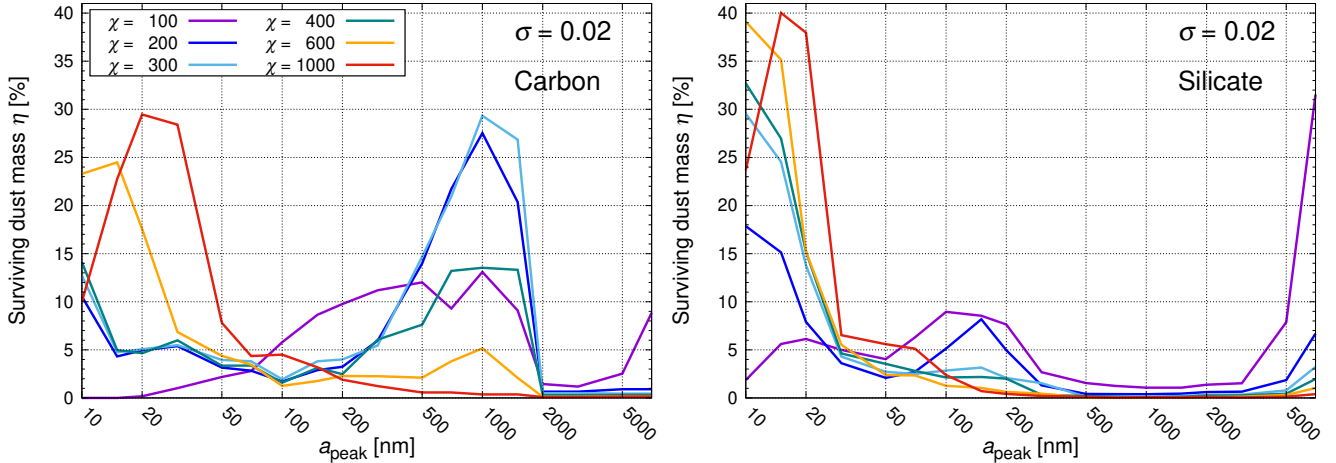 40
35
30
25
20
15
10
5
0
Surviving dust mass η [%]
χ = 100
χ = 200
χ = 300
χ = 400
χ = 600
χ = 1000
σ = 0.02
Carbon
10
20
50
100
200
500
1000
2000
5000
a_peak [nm]
40
35
30
25
20
15
10
5
0
Surviving dust mass η [%]
σ = 0.02
Silicate
10
20
50
100
200
500
1000
2000
5000
a_peak [nm]